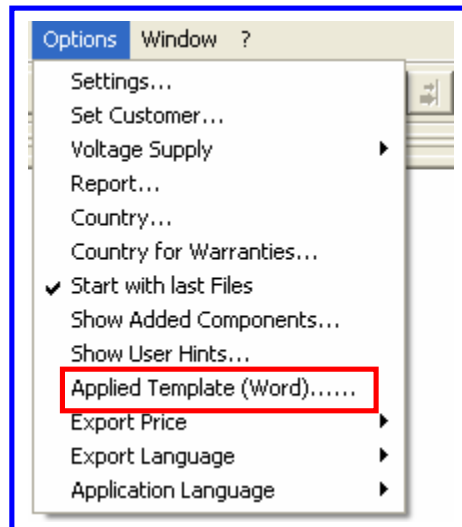 Options Window ?
Settings...
Set Customer...
Voltage Supply
Report...
Country...
Country for Warranties...
Start with last Files
Show Added Components...
Show User Hints...
Applied Template (Word)......
Export Price
Export Language
Application Language